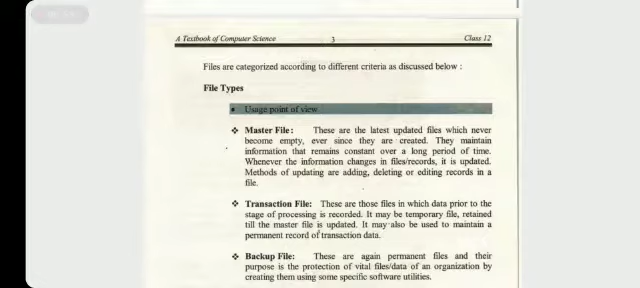 A Textbook of Computer Science 3 Class 12
Files are categorized according to different criteria as discussed below :
File Types
• Usage point of view
❖ Master File : These are the latest updated files which never
become empty, ever since they are created. They maintain
information that remains constant over a long period of time.
Whenever the information changes in files/records, it is updated.
Methods of updating are adding, deleting or editing records in a
file.
❖ Transaction File: These are those files in which data prior to the
stage of processing is recorded. It may be temporary file, retained
till the master file is updated. It may also be used to maintain a
permanent record of transaction data.
❖ Backup File: These are again permanent files and their
purpose is the protection of vital files/data of an organization by
creating them using some specific software utilities.